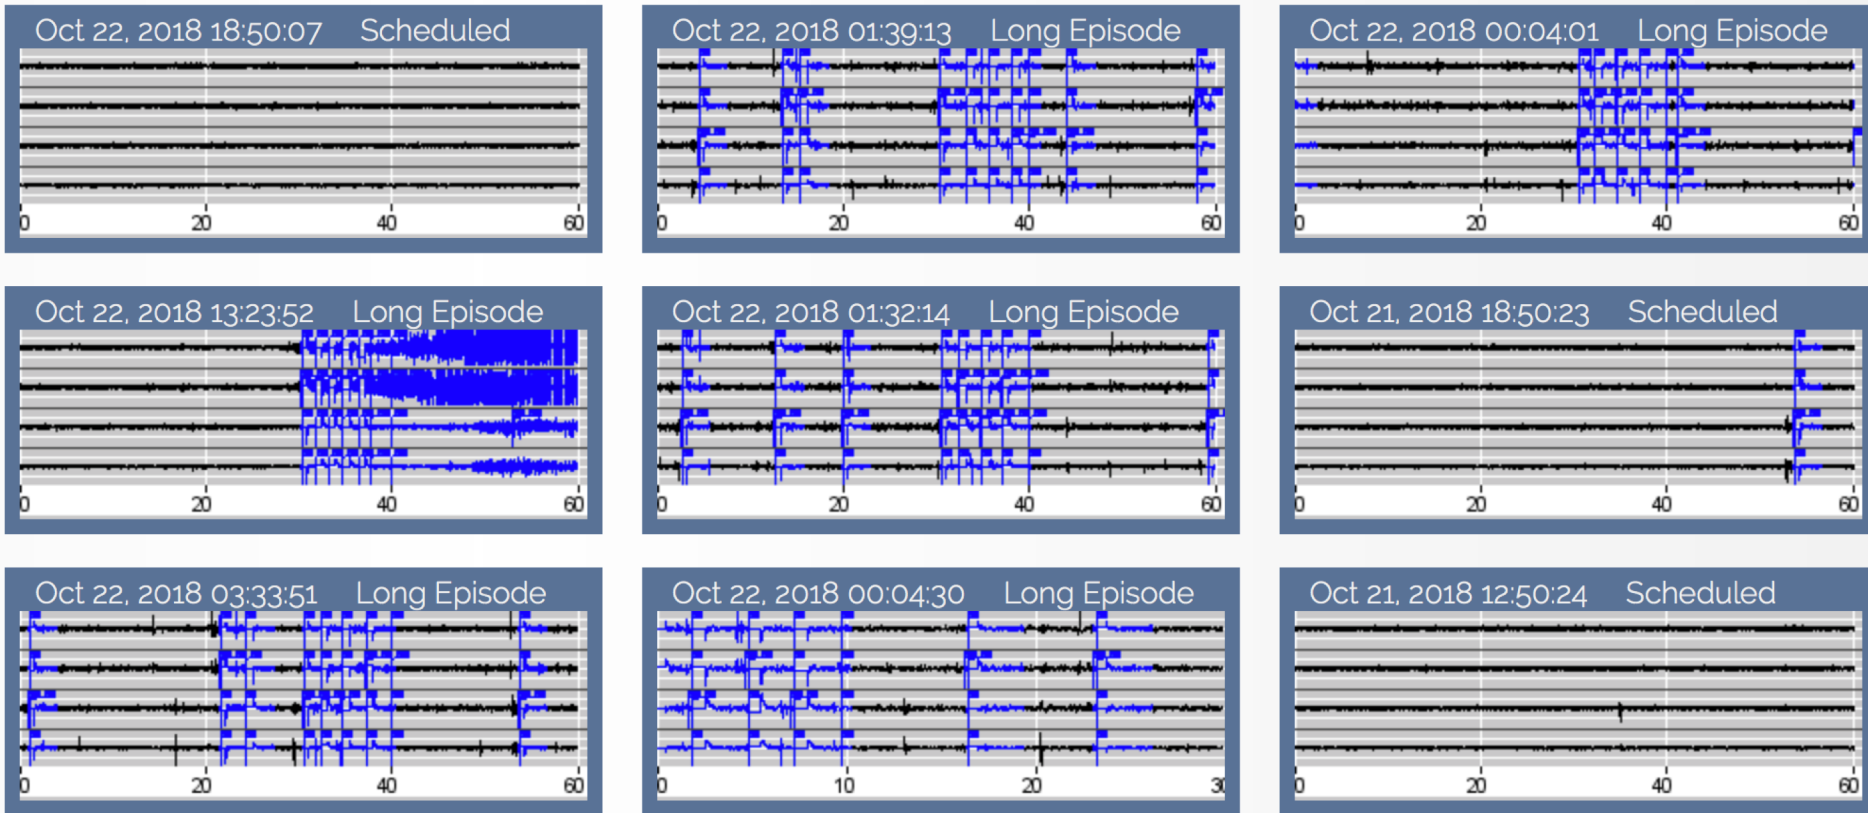 Oct 22, 2018 18:50:07 Scheduled
0 20 40 60
Oct 22, 2018 01:39:13 Long Episode
0 20 40 60
Oct 22, 2018 00:04:01 Long Episode
0 20 40 60
Oct 22, 2018 13:23:52 Long Episode
0 20 40 60
Oct 22, 2018 01:32:14 Long Episode
0 20 40 60
Oct 21, 2018 18:50:23 Scheduled
0 20 40 60
Oct 22, 2018 03:33:51 Long Episode
0 20 40 60
Oct 22, 2018 00:04:30 Long Episode
0 10 20 30
Oct 21, 2018 12:50:24 Scheduled
0 20 40 60